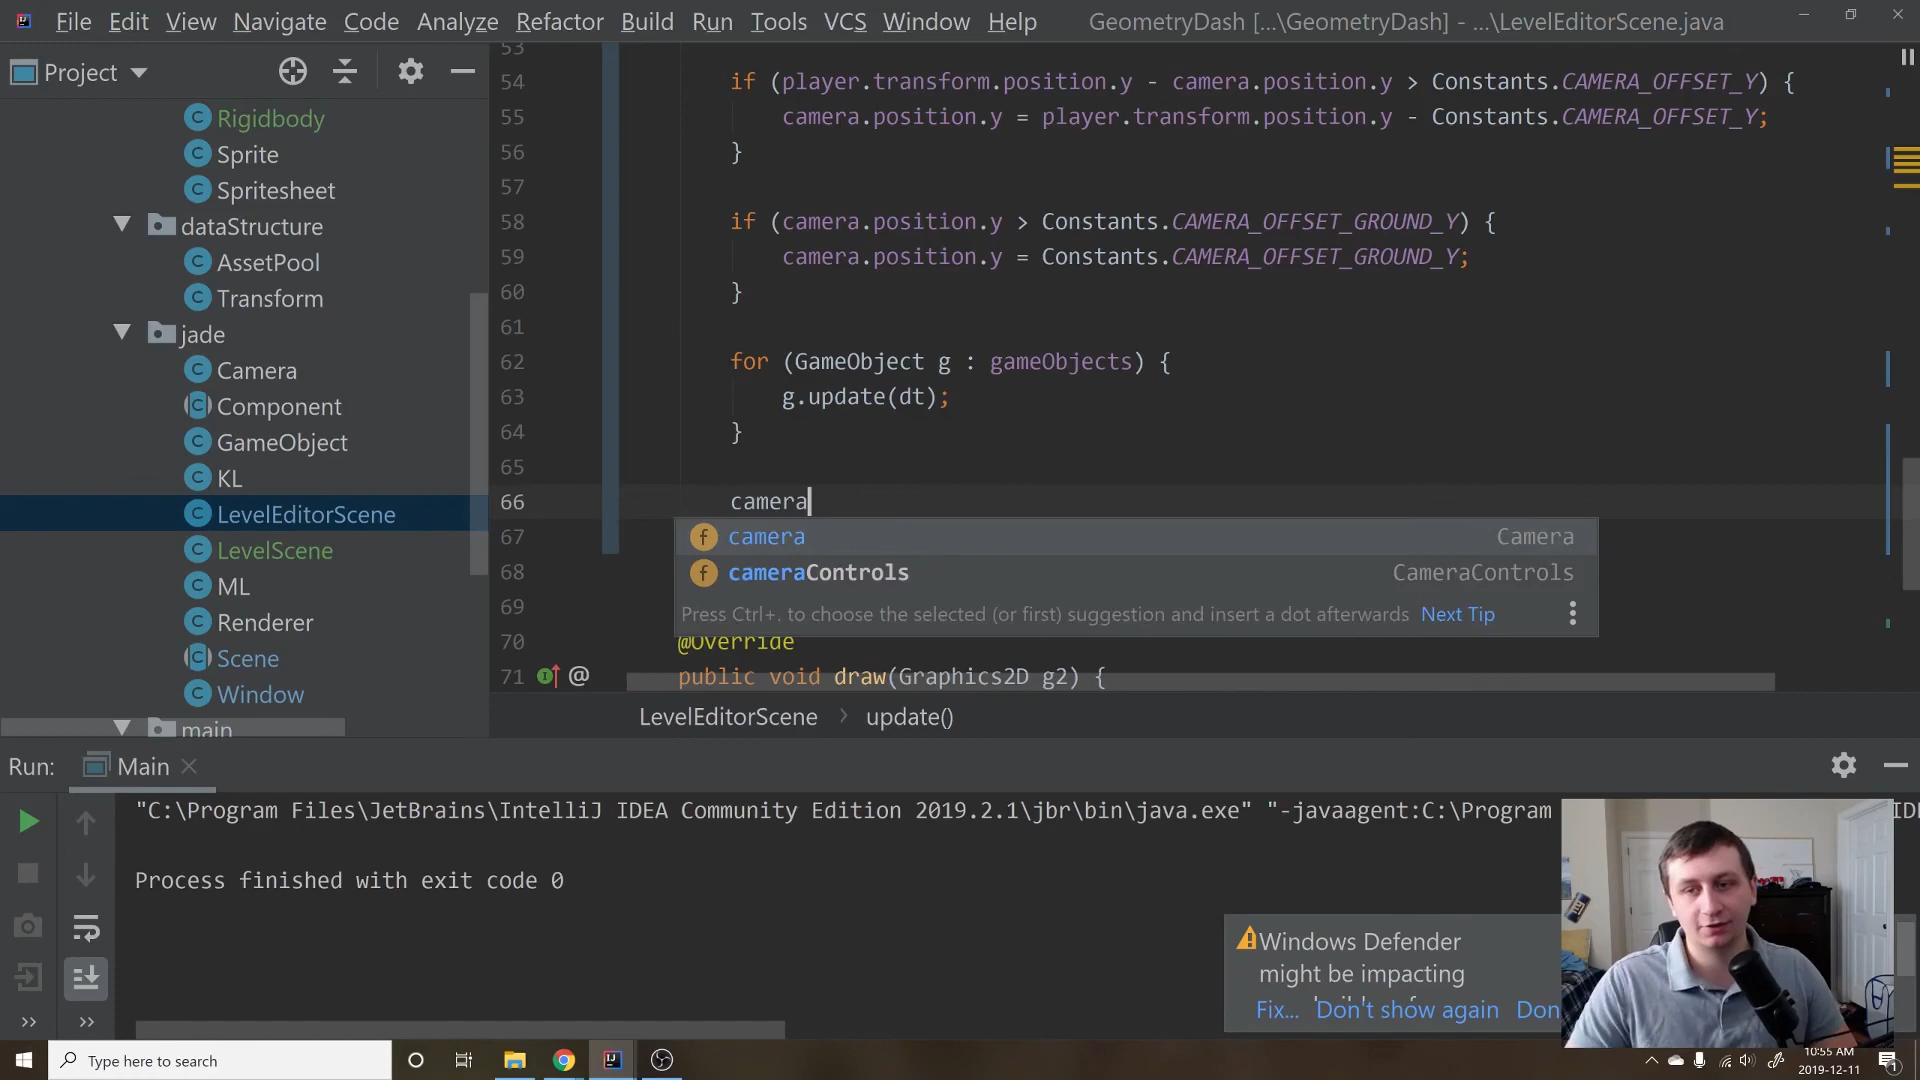 File Edit View Navigate Code Analyze Refactor Build Run Tools VCS Window Help GeometryDash [...\GeometryDash] - ...\LevelEditorScene.java
Project
Rigidbody
Sprite
Spritesheet
dataStructure
AssetPool
Transform
jade
Camera
Component
GameObject
KL
LevelEditorScene
LevelScene
ML
Renderer
Scene
Window
main
53
54 if (player.transform.position.y - camera.position.y > Constants.CAMERA_OFFSET_Y) {
55 camera.position.y = player.transform.position.y - Constants.CAMERA_OFFSET_Y;
56 }
57
58 if (camera.position.y > Constants.CAMERA_OFFSET_GROUND_Y) {
59 camera.position.y = Constants.CAMERA_OFFSET_GROUND_Y;
60 }
61
62 for (GameObject g : gameObjects) {
63 g.update(dt);
64 }
65
66 camera
67
68
69
70 @Override
71 public void draw(Graphics2D g2) {
camera Camera
cameraControls CameraControls
Press Ctrl+. to choose the selected (or first) suggestion and insert a dot afterwards Next Tip
LevelEditorScene > update()
Run: Main
"C:\Program Files\JetBrains\IntelliJ IDEA Community Edition 2019.2.1\jbr\bin\java.exe" "-javaagent:C:\Program
Process finished with exit code 0
Windows Defender
might be impacting
Fix... Don't show again Don
Type here to search
10:55 AM
2019-12-11